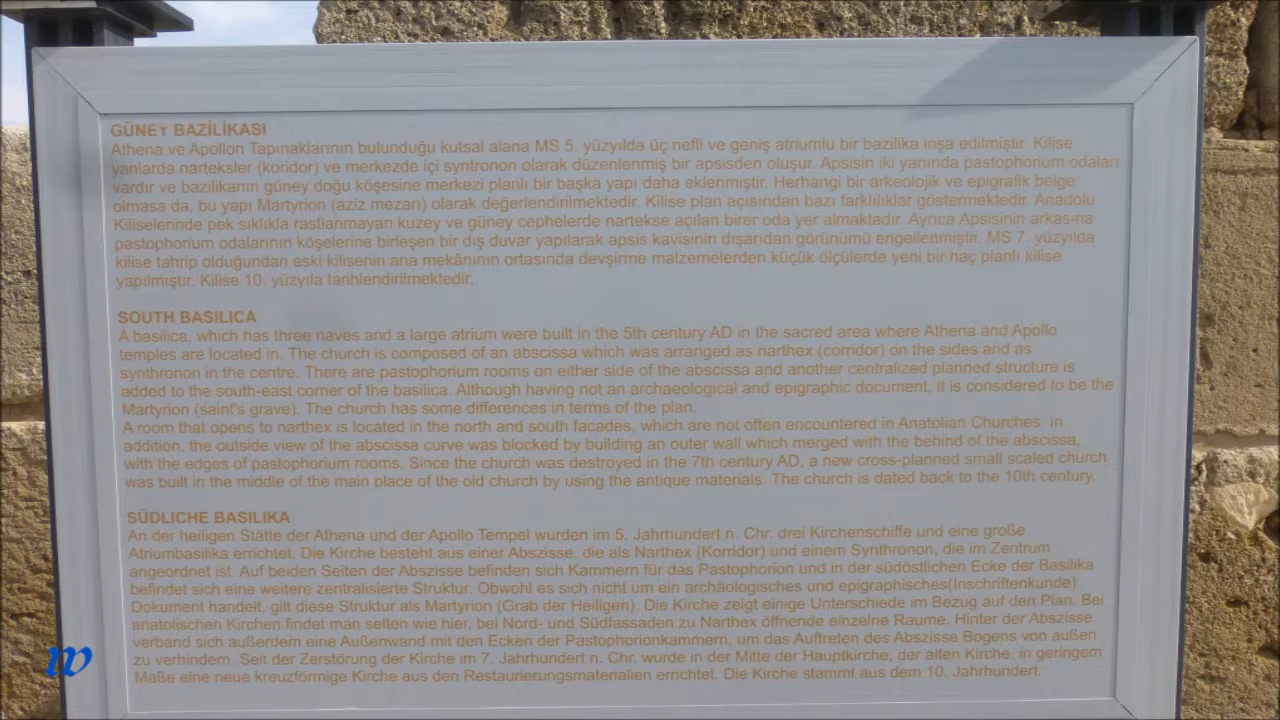 GÜNEY BAZİLİKASI
Athena ve Apollon Tapınaklarının bulunduğu kutsal alana MS 5. yüzyılda üç nefli ve geniş atriumlu bir bazilika inşa edilmiştir. Kilise
yanlarda narteksler (koridor) ve merkezde içi syntronon olarak düzenlenmiş bir apsisden oluşur. Apsisin iki yanında pastophorium odaları
vardır ve bazilikanın güney doğu köşesine merkezi planlı bir başka yapı daha eklenmiştir. Herhangi bir arkeolojik ve epigrafik belge
olmasa da, bu yapı Martyrion (aziz mezarı) olarak değerlendirilmektedir. Kilise plan açısından bazı farklılıklar göstermektedir. Anadolu
Kiliselerinde pek sıklıkla rastlanmayan kuzey ve güney cephelerde nartekse açılan birer oda yer almaktadır. Ayrıca Apsisinin arkasına
pastophorium odalarının köşelerine birleşen bir dış duvar yapılarak apsis kavisinin dışarıdan görünümü engellenmiştir. MS 7. yüzyılda
kilise tahrip olduğundan eski kilisenin ana mekânının ortasında devşirme malzemelerden küçük ölçülerde yeni bir haç planlı kilise
yapılmıştır. Kilise 10. yüzyıla tarihlendirilmektedir.
SOUTH BASILICA
A basilica, which has three naves and a large atrium were built in the 5th century AD in the sacred area where Athena and Apollo
temples are located in. The church is composed of an abscissa which was arranged as narthex (corridor) on the sides and as
synthronon in the centre. There are pastophorium rooms on either side of the abscissa and another centralized planned structure is
added to the south-east corner of the basilica. Although having not an archaeological and epigraphic document, it is considered to be the
Martyrion (saint's grave). The church has some differences in terms of the plan.
A room that opens to narthex is located in the north and south facades, which are not often encountered in Anatolian Churches. In
addition, the outside view of the abscissa curve was blocked by building an outer wall which merged with the behind of the abscissa,
with the edges of pastophorium rooms. Since the church was destroyed in the 7th century AD, a new cross-planned small scaled church
was built in the middle of the main place of the old church by using the antique materials. The church is dated back to the 10th century.
SÜDLICHE BASILIKA
An der heiligen Stätte der Athena und der Apollo Tempel wurden im 5. Jahrhundert n. Chr. drei Kirchenschiffe und eine große
Atriumbasilika errichtet. Die Kirche besteht aus einer Abszisse, die als Narthex (Korridor) und einem Synthronon, die im Zentrum
angeordnet ist. Auf beiden Seiten der Abszisse befinden sich Kammern für das Pastophorion und in der südöstlichen Ecke der Basilika
befindet sich eine weitere zentralisierte Struktur. Obwohl es sich nicht um ein archäologisches und epigraphisches(Inschriftenkunde)
Dokument handelt, gilt diese Struktur als Martyrion (Grab der Heiligen). Die Kirche zeigt einige Unterschiede im Bezug auf den Plan. Bei
anatolischen Kirchen findet man selten wie hier, bei Nord- und Südfassaden zu Narthex öffnende einzelne Räume. Hinter der Abszisse
verband sich außerdem eine Außenwand mit den Ecken der Pastophorionkammern, um das Auftreten des Abszisse Bogens von außen
zu verhindern. Seit der Zerstörung der Kirche im 7. Jahrhundert n. Chr. wurde in der Mitte der Hauptkirche, der alten Kirche, in geringem
Maße eine neue kreuzförmige Kirche aus den Restaurierungsmaterialien errichtet. Die Kirche stammt aus dem 10. Jahrhundert.
w